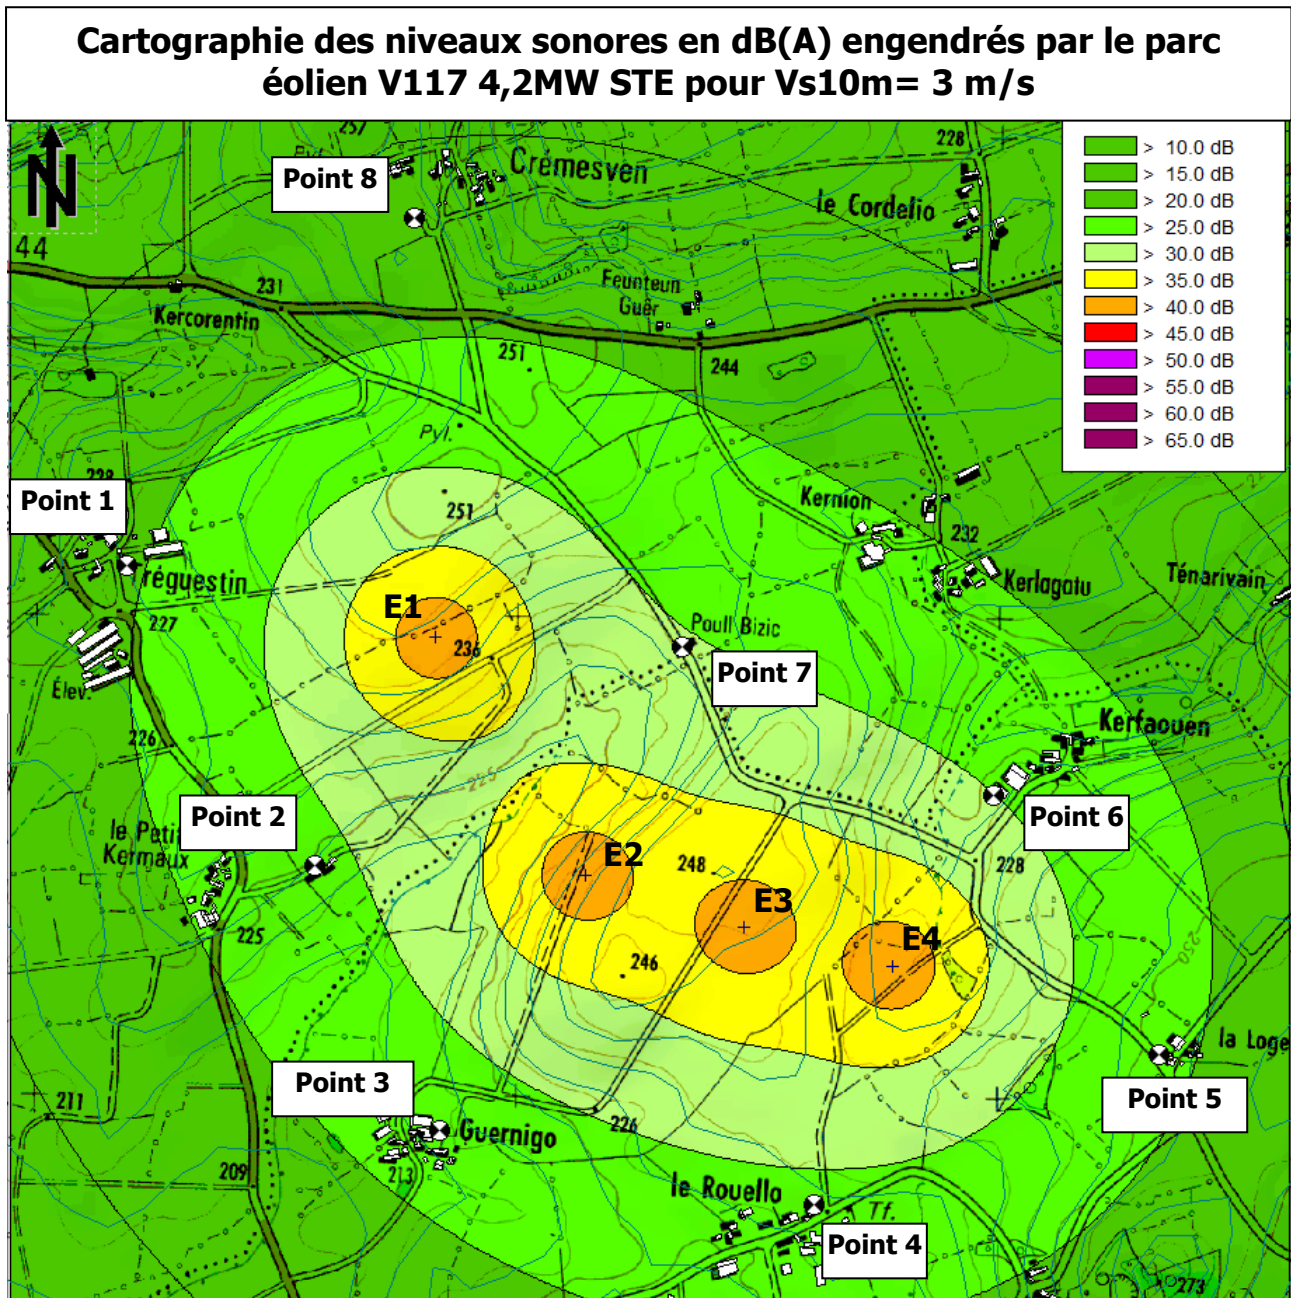 Cartographie des niveaux sonores en dB(A) engendrés par le parc
éolien V117 4,2MW STE pour Vs10m= 3 m/s
N
257
228
Crémesven
Point 8
le Cordelio
> 10.0 dB
> 15.0 dB
> 20.0 dB
> 25.0 dB
> 30.0 dB
> 35.0 dB
> 40.0 dB
> 45.0 dB
> 50.0 dB
> 55.0 dB
> 60.0 dB
> 65.0 dB
44
231
Feunteun
Guêr
Kercorentin
251
244
Pyl.
Point 1
251
Kernion
232
réguestin
Kerlagatu
Ténarivain
E1
227
236
Poull Bizic
Point 7
Élev.
226
Kerfaouen
225
Point 2
Point 6
le Petit
Kermaux
E2
248
228
E3
225
E4
246
250
la Loge
Point 3
Point 5
211
226
Guernigo
213
209
le Rouello
Tf.
Point 4
273